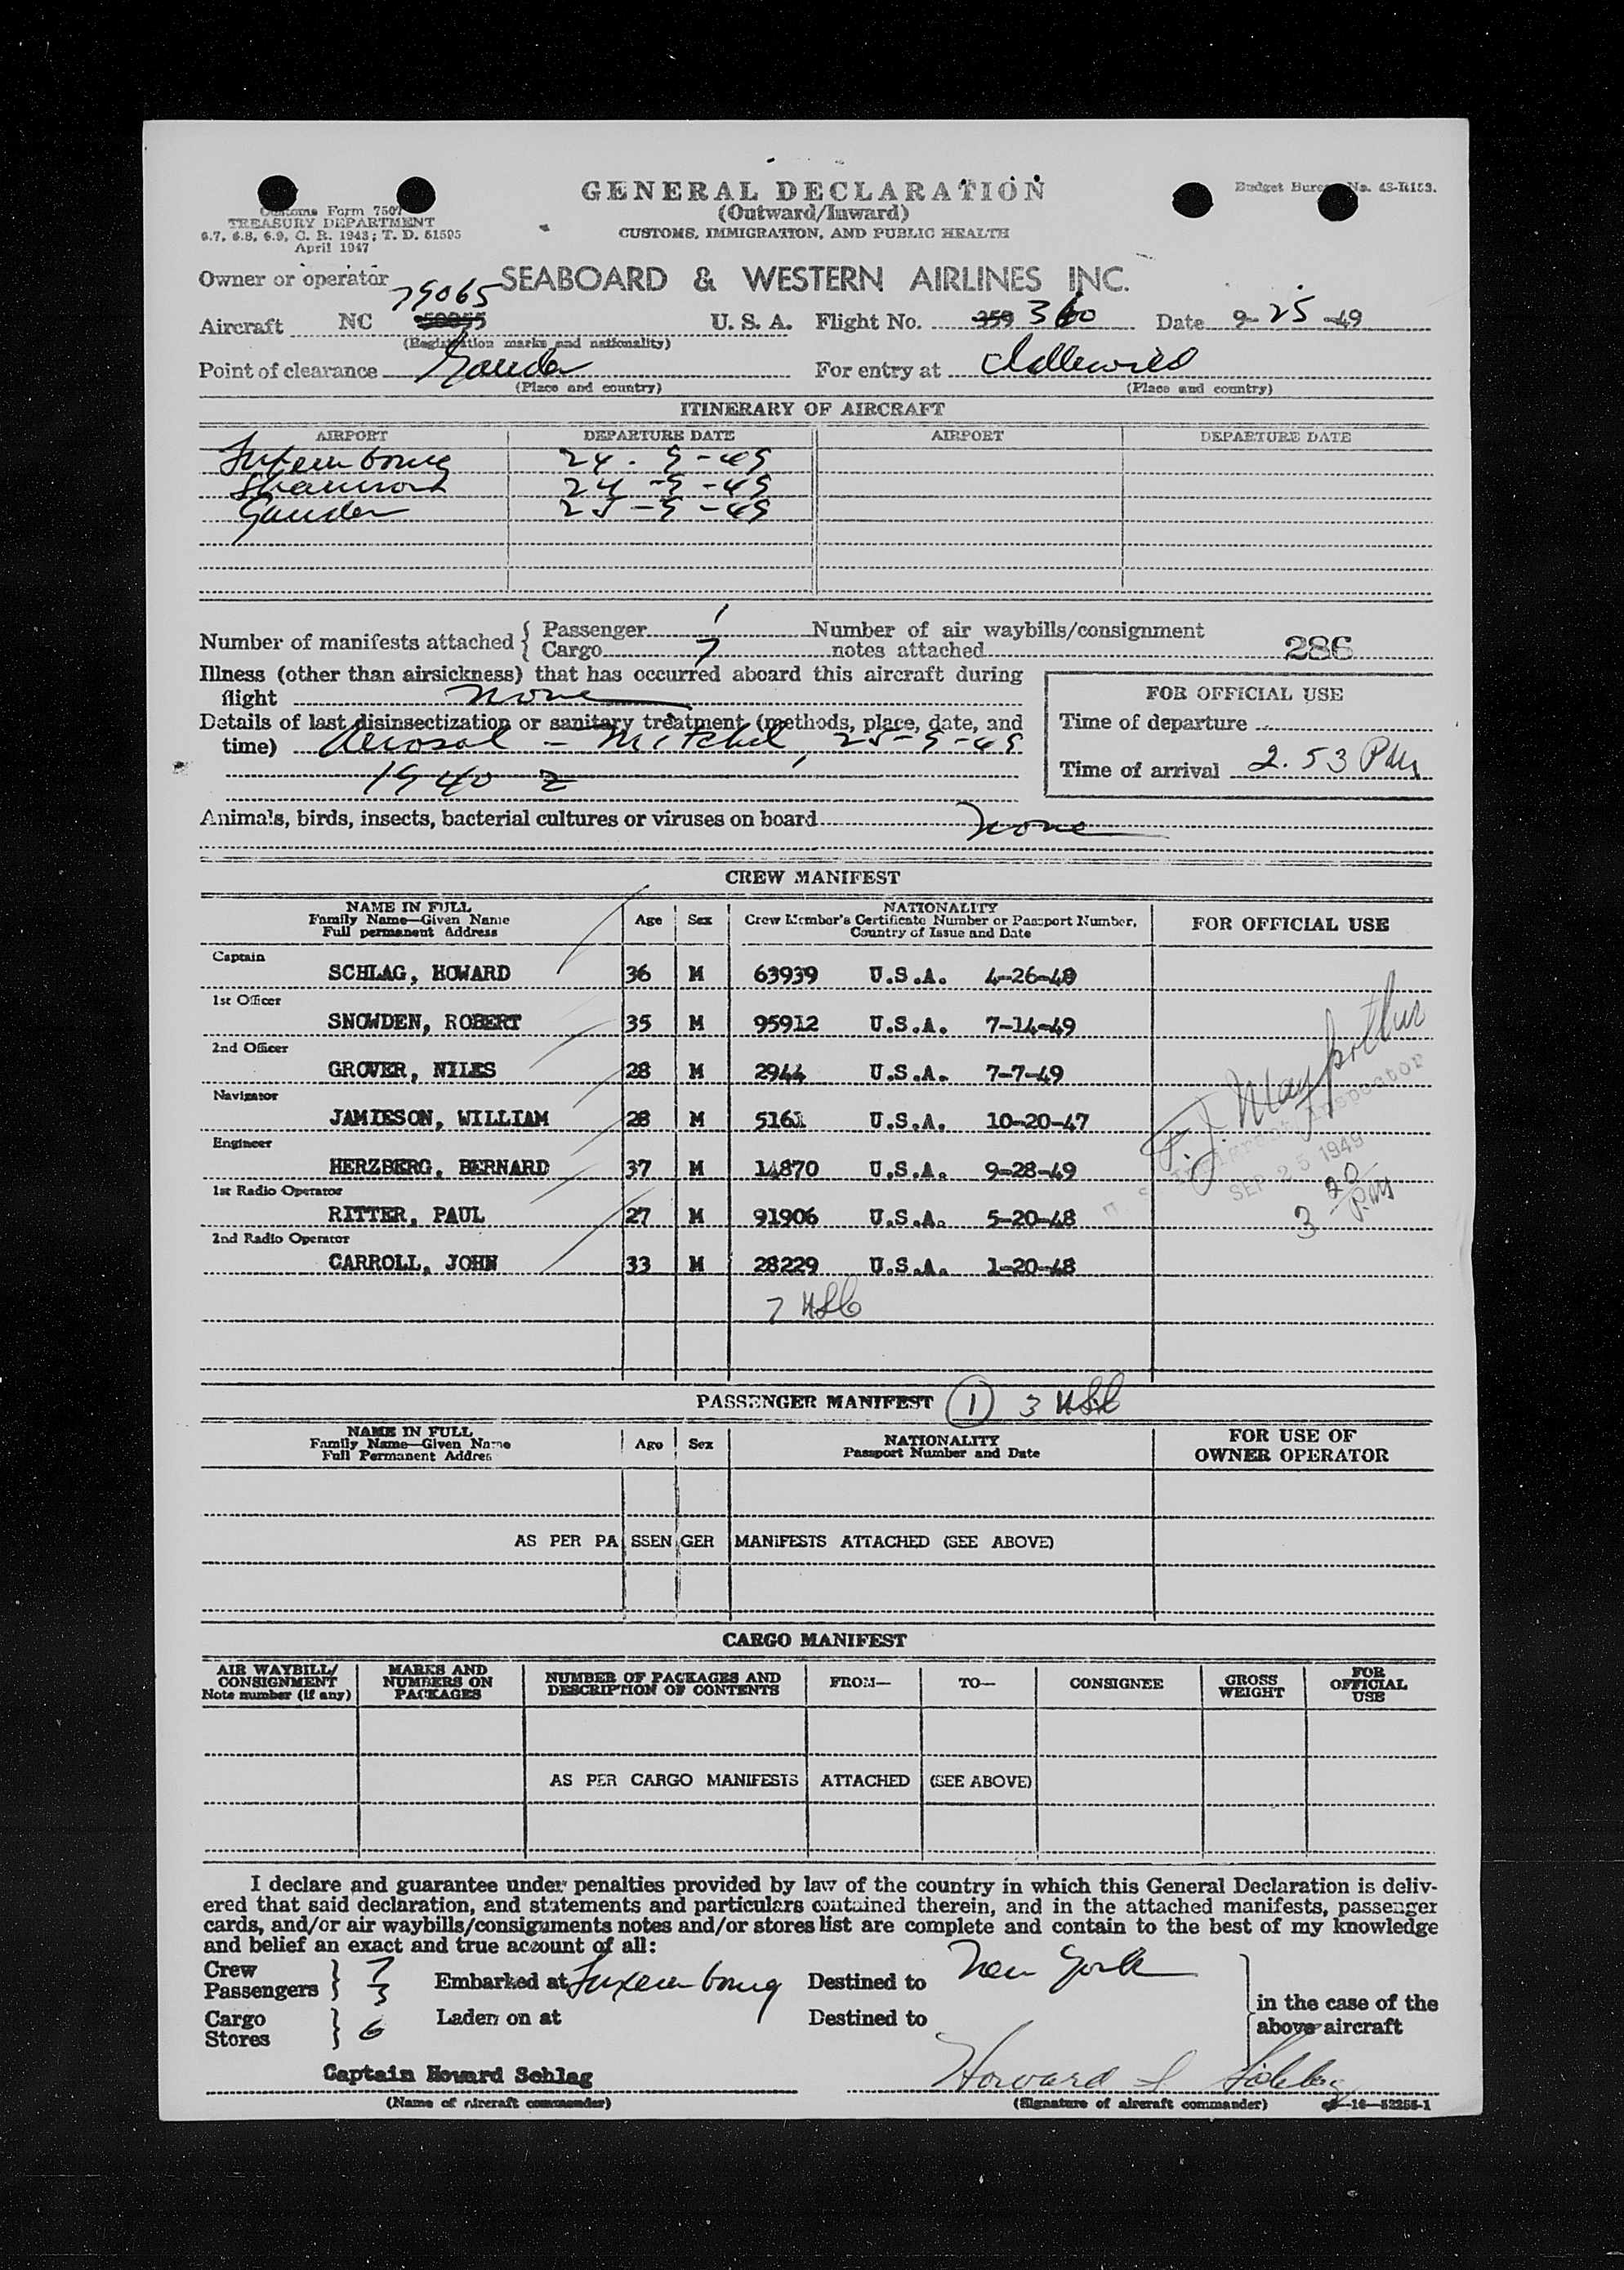 GENERAL DECLARATION
(Outward/Inward)
CUSTOMS, IMMIGRATION, AND PUBLIC HEALTH
Customs Form 7507
TREASURY DEPARTMENT
6.7, 6.8, 6.9, C. R. 1943; T. D. 51595
April 1947
Budget Bureau No. 43-R153.
Owner or operator SEABOARD & WESTERN AIRLINES INC.
79065
Aircraft NC U. S. A. Flight No. 359 360 Date 9-25-49
(Registration marks and nationality)
Point of clearance Gander For entry at Idlewild
(Place and country) (Place and country)
ITINERARY OF AIRCRAFT
AIRPORT DEPARTURE DATE AIRPORT DEPARTURE DATE
Luxembourg 24-9-49
Shannon 24-9-49
Gander 25-9-49
Number of manifests attached { Passenger 1 Number of air waybills/consignment
Cargo 7 notes attached 286
Illness (other than airsickness) that has occurred aboard this aircraft during
flight none
Details of last disinsectization or sanitary treatment (methods, place, date, and
time) Aerosol - Mitchel, 25-9-49
1940 Z
FOR OFFICIAL USE
Time of departure
Time of arrival 2.53 PM
Animals, birds, insects, bacterial cultures or viruses on board none
CREW MANIFEST
NAME IN FULL
Family Name—Given Name
Full permanent Address
Age Sex
NATIONALITY
Crew Member's Certificate Number or Passport Number,
Country of Issue and Date
FOR OFFICIAL USE
Captain
SCHLAG, HOWARD 36 M 63939 U.S.A. 4-26-48
1st Officer
SNOWDEN, ROBERT 35 M 95912 U.S.A. 7-14-49
2nd Officer
GROVER, NILES 28 M 2944 U.S.A. 7-7-49
Navigator
JAMIESON, WILLIAM 28 M 5161 U.S.A. 10-20-47
Engineer
HERZBERG, BERNARD 37 M 14870 U.S.A. 9-28-49
1st Radio Operator
RITTER, PAUL 27 M 91906 U.S.A. 5-20-48
2nd Radio Operator
CARROLL, JOHN 33 M 28229 U.S.A. 1-20-48
7 USC
U. S. Immigrant Inspector
SEP 25 1949
3 20 PM
PASSENGER MANIFEST 1 3 USC
NAME IN FULL
Family Name—Given Name
Full Permanent Address
Age Sex
NATIONALITY
Passport Number and Date
FOR USE OF
OWNER OPERATOR
AS PER PASSENGER MANIFESTS ATTACHED (SEE ABOVE)
CARGO MANIFEST
AIR WAYBILL/
CONSIGNMENT
Note number (if any)
MARKS AND
NUMBERS ON
PACKAGES
NUMBER OF PACKAGES AND
DESCRIPTION OF CONTENTS
FROM— TO— CONSIGNEE
GROSS
WEIGHT
FOR
OFFICIAL
USE
AS PER CARGO MANIFESTS ATTACHED (SEE ABOVE)
I declare and guarantee under penalties provided by law of the country in which this General Declaration is deliv-
ered that said declaration, and statements and particulars contained therein, and in the attached manifests, passenger
cards, and/or air waybills/consignments notes and/or stores list are complete and contain to the best of my knowledge
and belief an exact and true account of all:
Crew 7
Passengers 3 Embarked at Luxembourg Destined to New York
in the case of the
above aircraft
Cargo Laden on at Destined to
Stores 6
Captain Howard Schlag Howard J Schlag
(Name of aircraft commander) (Signature of aircraft commander) 16—52255-1